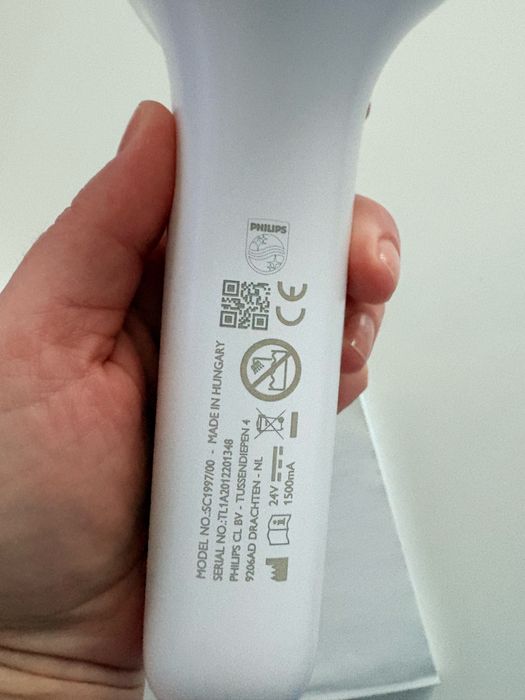 PHILIPS
CE
MODEL NO.:SC1997/00 - MADE IN HUNGARY
SERIAL NO.:TL1A2012201348
PHILIPS CL BV - TUSSENDIEPEN 4
9206AD DRACHTEN - NL
24V
1500mA